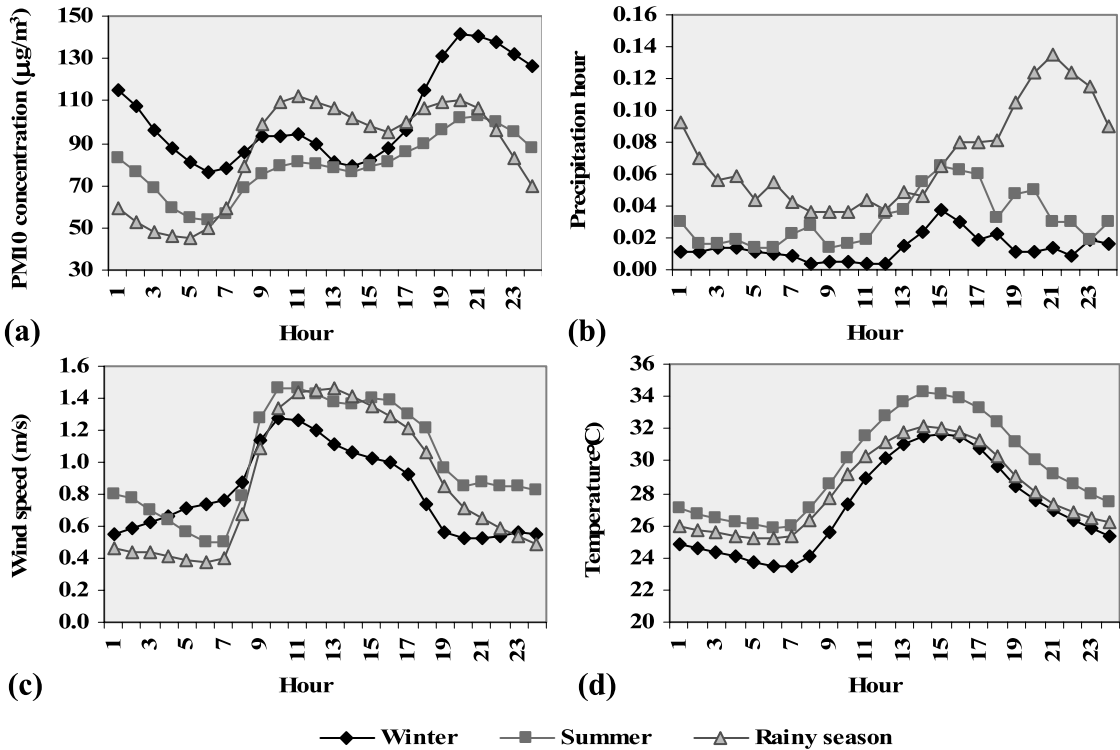 PM10 concentration (µg/m³)
150
130
110
90
70
50
30
1 3 5 7 9 11 13 15 17 19 21 23
Hour
(a)
Precipitation hour
0.16
0.14
0.12
0.10
0.08
0.06
0.04
0.02
0.00
1 3 5 7 9 11 13 15 17 19 21 23
Hour
(b)
Wind speed (m/s)
1.6
1.4
1.2
1.0
0.8
0.6
0.4
0.2
0.0
1 3 5 7 9 11 13 15 17 19 21 23
Hour
(c)
Temperature°C)
36
34
32
30
28
26
24
22
20
1 3 5 7 9 11 13 15 17 19 21 23
Hour
(d)
Winter Summer Rainy season